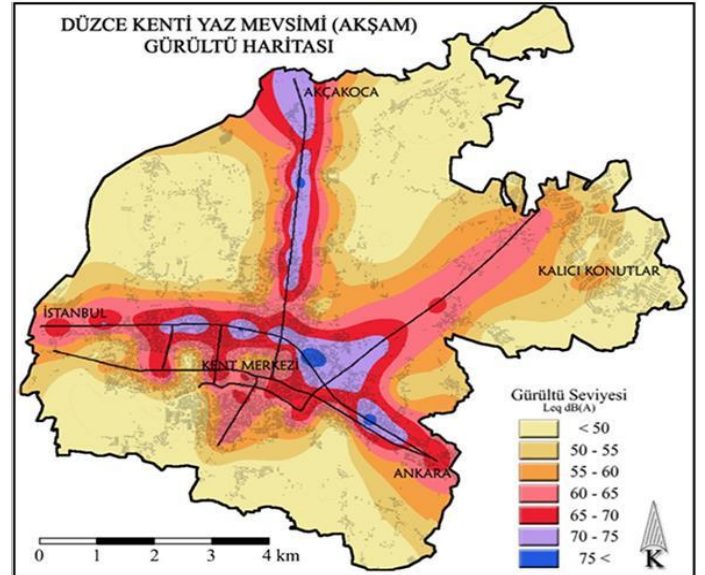 DÜZCE KENTİ YAZ MEVSİMİ (AKŞAM)
GÜRÜLTÜ HARİTASI
AKÇAKOCA
KALICI KONUTLAR
İSTANBUL
KENT MERKEZİ
ANKARA
Gürültü Seviyesi
Leq dB(A)
< 50
50 - 55
55 - 60
60 - 65
65 - 70
70 - 75
75 <
0 1 2 4 km
K